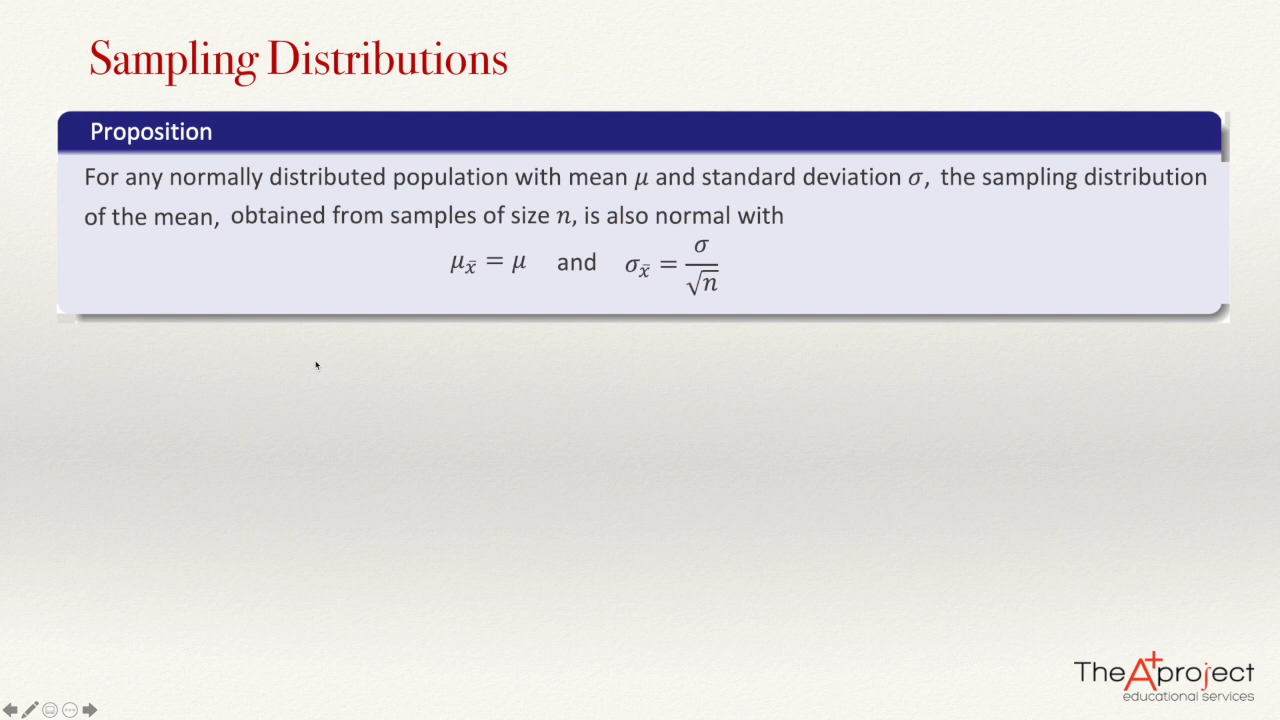 Sampling Distributions
Proposition
For any normally distributed population with mean μ and standard deviation σ, the sampling distribution
of the mean, obtained from samples of size n, is also normal with
μ_x̄ = μ and σ_x̄ = σ/√n
The A+ project
educational services